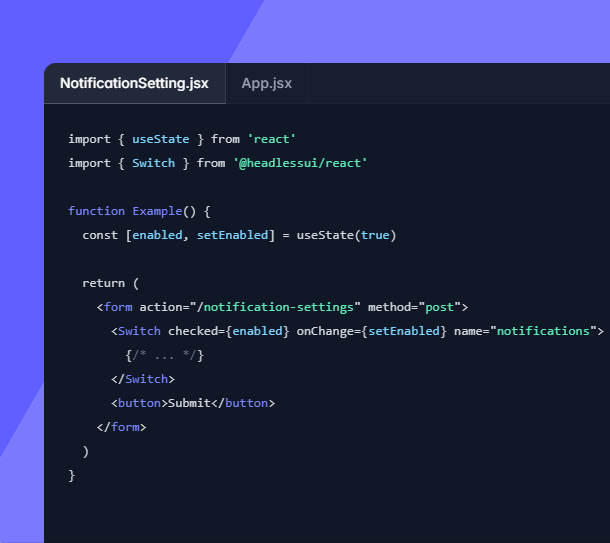 NotificationSetting.jsx App.jsx
import { useState } from 'react'
import { Switch } from '@headlessui/react'
function Example() {
const [enabled, setEnabled] = useState(true)
return (
<form action="/notification-settings" method="post">
<Switch checked={enabled} onChange={setEnabled} name="notifications">
{/* ... */}
</Switch>
<button>Submit</button>
</form>
)
}